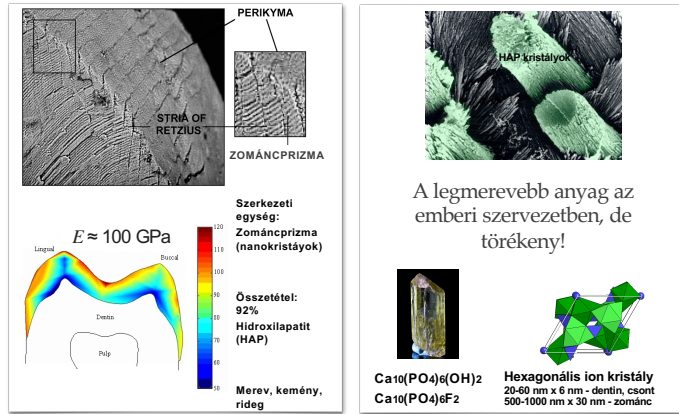 PERIKYMA
STRIA OF
RETZIUS
ZOMÁNCPRIZMA
E ≈ 100 GPa
Lingual
Buccal
Dentin
Pulp
120
110
100
90
80
70
60
50
Szerkezeti
egység:
Zománcprizma
(nanokristáyok)
Összetétel:
92%
Hidroxilapatit
(HAP)
Merev, kemény,
rideg
HAP kristályok
A legmerevebb anyag az
emberi szervezetben, de
törékeny!
Ca10(PO4)6(OH)2
Ca10(PO4)6F2
Hexagonális ion kristály
20-60 nm x 6 nm - dentin, csont
500-1000 nm x 30 nm - zománc